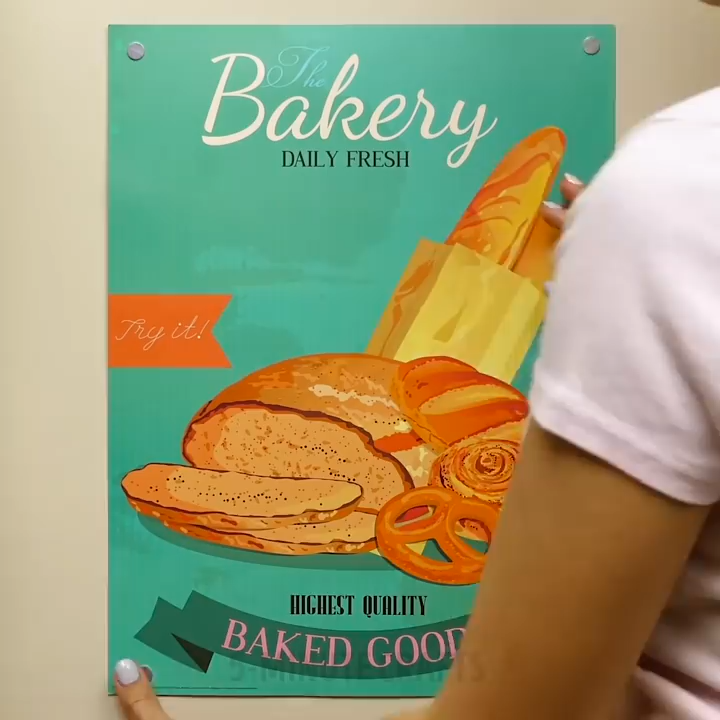 The
Bakery
DAILY FRESH
Try it!
HIGHEST QUALITY
BAKED GOOD